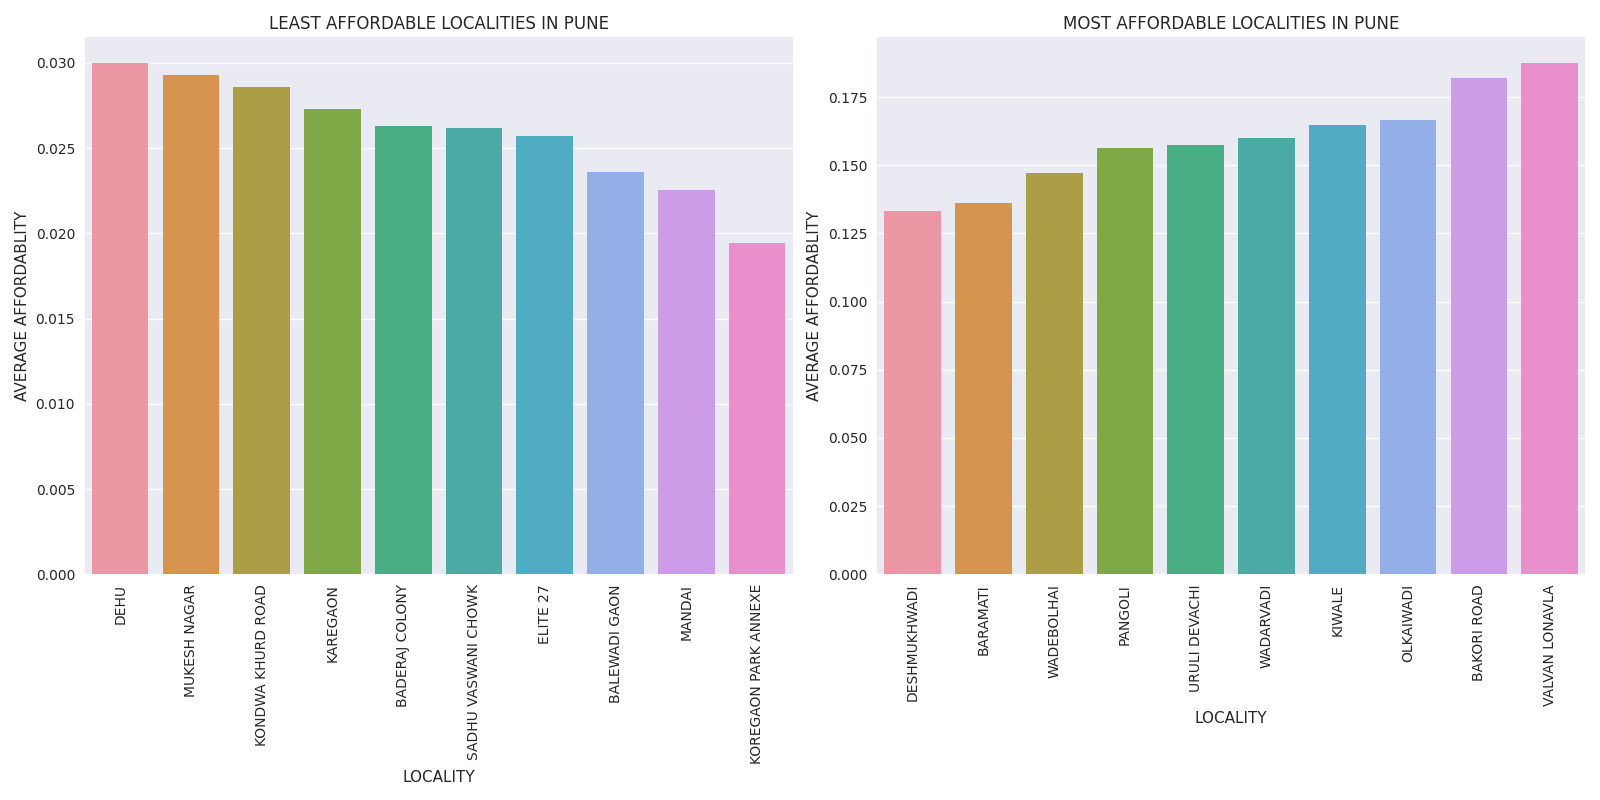 LEAST AFFORDABLE LOCALITIES IN PUNE
AVERAGE AFFORDABLITY
0.030
0.025
0.020
0.015
0.010
0.005
0.000
DEHU
MUKESH NAGAR
KONDWA KHURD ROAD
KAREGAON
BADERAJ COLONY
SADHU VASWANI CHOWK
ELITE 27
BALEWADI GAON
MANDAI
KOREGAON PARK ANNEXE
LOCALITY
MOST AFFORDABLE LOCALITIES IN PUNE
AVERAGE AFFORDABLITY
0.175
0.150
0.125
0.100
0.075
0.050
0.025
0.000
DESHMUKHWADI
BARAMATI
WADEBOLHAI
PANGOLI
URULI DEVACHI
WADARVADI
KIWALE
OLKAIWADI
BAKORI ROAD
VALVAN LONAVLA
LOCALITY